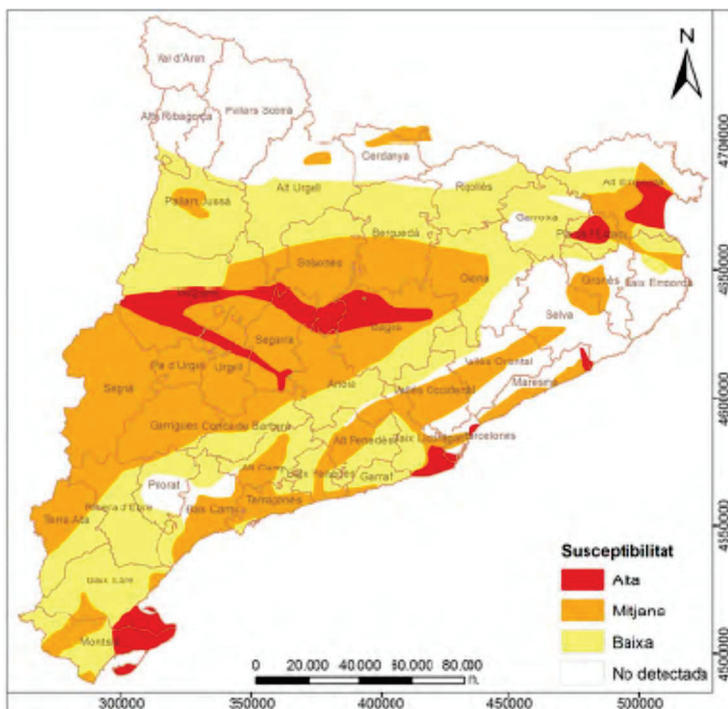 N
Val d'Aran
Alta Ribagorça
Pallars Sobirà
Cerdanya
Alt Urgell
Ripollès
Alt Empordà
Pallars Jussà
Garrotxa
Berguedà
Solsonès
Osona
Gironès
Baix Empordà
Selva
Bages
Segarra
Vallès Oriental
Pla d'Urgell
Urgell
Anoia
Maresme
Segrià
Vallès Occidental
Garrigues
Conca de Barberà
Alt Penedès
Baix Llobregat
Barcelonès
Alt Camp
Baix Penedès
Garraf
Priorat
Tarragonès
Ribera d'Ebre
Baix Camp
Terra Alta
Baix Ebre
Montsià
Susceptibilitat
Alta
Mitjana
Baixa
No detectada
0 20.000 40.000 60.000 80.000
m.
300000 350000 400000 450000 500000
4700000
4650000
4600000
4550000
4500000